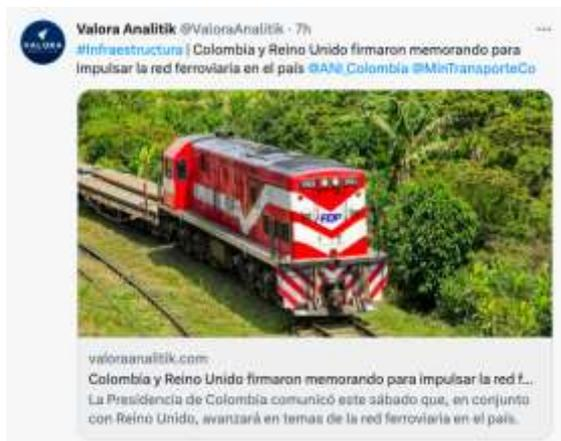 Valora Analitik @ValoraAnalitik · 7h
VALORA
#Infraestructura | Colombia y Reino Unido firmaron memorando para
impulsar la red ferroviaria en el país @ANI_Colombia @MinTransporteCo
FDP
valoraanalitik.com
Colombia y Reino Unido firmaron memorando para impulsar la red f...
La Presidencia de Colombia comunicó este sábado que, en conjunto
con Reino Unido, avanzará en temas de la red ferroviaria en el país.